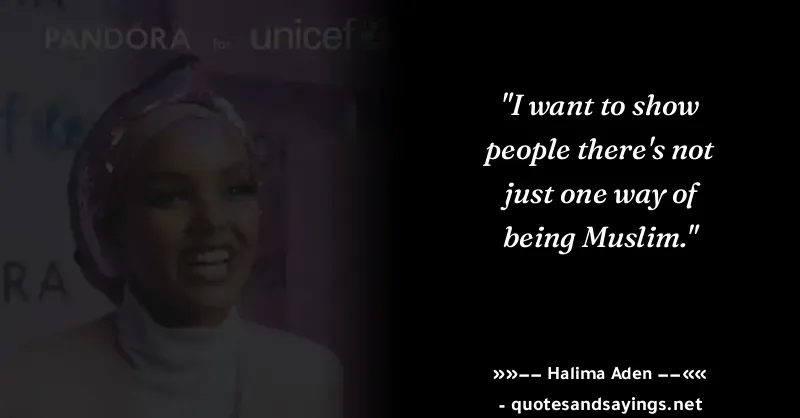 PANDÓRA for unicef
"I want to show
people there's not
just one way of
being Muslim."
RA
»»–– Halima Aden ––««
- quotesandsayings.net